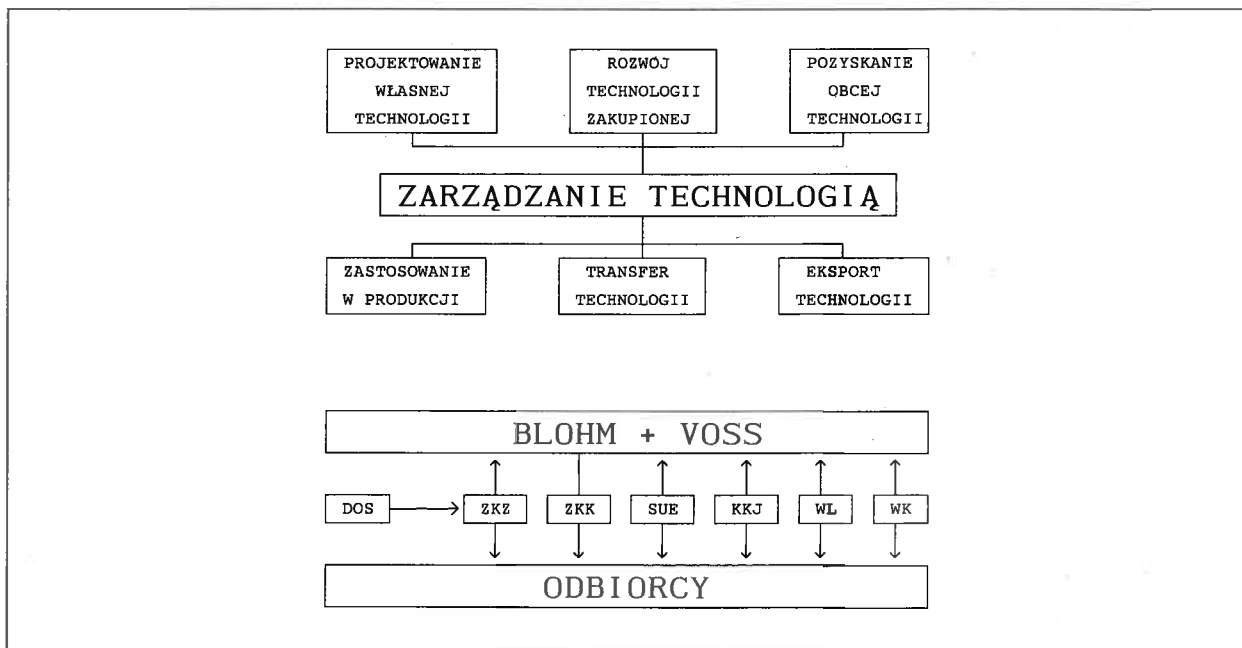 PROJEKTOWANIE
WŁASNEJ
TECHNOLOGII
ROZWÓJ
TECHNOLOGII
ZAKUPIONEJ
POZYSKANIE
OBCEJ
TECHNOLOGII
ZARZĄDZANIE TECHNOLOGIĄ
ZASTOSOWANIE
W PRODUKCJI
TRANSFER
TECHNOLOGII
EKSPORT
TECHNOLOGII
BLOHM + VOSS
DOS
ZKZ
ZKK
SUE
KKJ
WL
WK
ODBIORCY